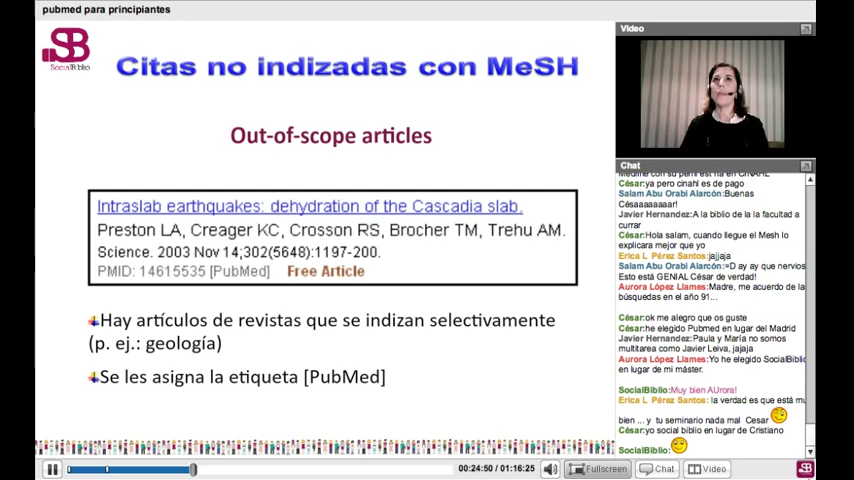 pubmed para principiantes
SB
SocialBiblio
Citas no indizadas con MeSH
Out-of-scope articles
Intraslab earthquakes: dehydration of the Cascadia slab.
Preston LA, Creager KC, Crosson RS, Brocher TM, Trehu AM.
Science. 2003 Nov 14;302(5648):1197-200.
PMID: 14615535 [PubMed] Free Article
Hay artículos de revistas que se indizan selectivamente
(p. ej.: geología)
Se les asigna la etiqueta [PubMed]
Video
Chat
César:ya pero cinahl es de pago
Salam Abu Orabi Alarcón:Buenas
Césaaaaaaaar!
Javier Hernandez:A la biblio de la la facultad a
currar
César:Hola salam, cuando llegue el Mesh lo
explicara mejor que yo
Erica L Pérez Santos:jajjaja
Salam Abu Orabi Alarcón:=D ay ay que nervios
Esto está GENIAL César de verdad!
Aurora López Llames:Madre, me acuerdo de la
búsquedas en el año 91...
César:ok me alegro que os guste
César:he elegido Pubmed en lugar del Madrid
Javier Hernandez:Paula y María no somos
multitarea como Javier Leiva, jajaja
Aurora López Llames:Yo he elegido SocialBiblio
en lugar de mi máster.
SocialBiblio:Muy bien AUrora!
Erica L Pérez Santos: la verdad es que está mu
bien ... y tu seminario nada mal Cesar
César:yo social biblio en lugar de Cristiano
SocialBiblio:
00:24:50 / 01:16:25
Fullscreen
Chat
Video
SB